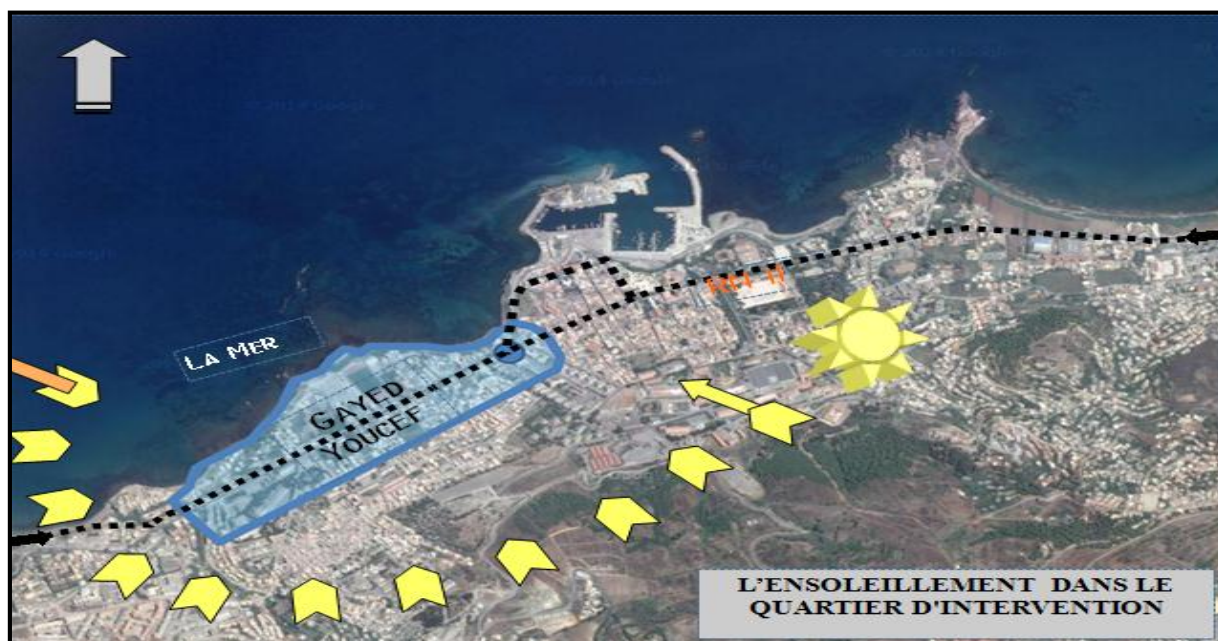 LA MER
GAYED
YOUCEF
L'ENSOLEILLEMENT DANS LE
QUARTIER D'INTERVENTION